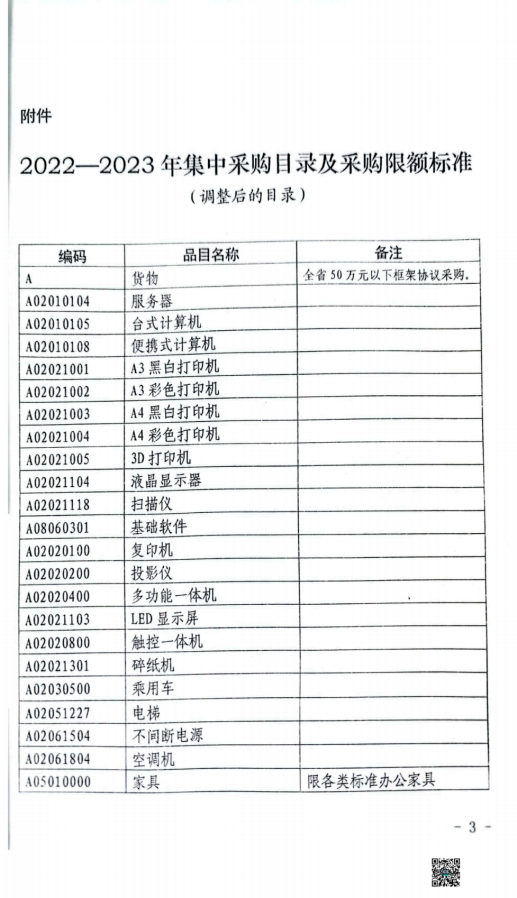 附件
2022—2023年集中采购目录及采购限额标准
（调整后的目录）
编码 品目名称 备注
A 货物 全省50万元以下框架协议采购。
A02010104 服务器
A02010105 台式计算机
A02010108 便携式计算机
A02021001 A3黑白打印机
A02021002 A3彩色打印机
A02021003 A4黑白打印机
A02021004 A4彩色打印机
A02021005 3D打印机
A02021104 液晶显示器
A02021118 扫描仪
A08060301 基础软件
A02020100 复印机
A02020200 投影仪
A02020400 多功能一体机
A02021103 LED显示屏
A02020800 触控一体机
A02021301 碎纸机
A02030500 乘用车
A02051227 电梯
A02061504 不间断电源
A02061804 空调机
A05010000 家具 限各类标准办公家具
- 3 -